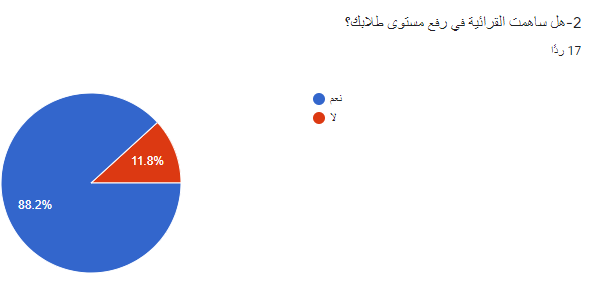 2-هل ساهمت القرائية في رفع مستوى طلابك؟
17 ردًا
نعم
لا
11.8%
88.2%